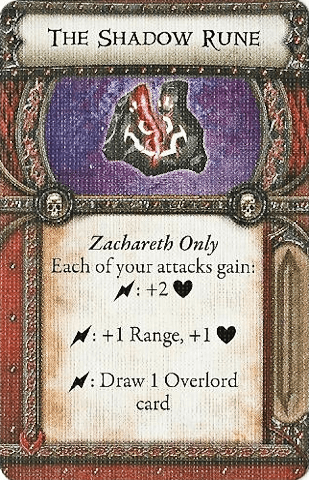 THE SHADOW RUNE
Zachareth Only
Each of your attacks gain:
: +2 ♥
: +1 Range, +1 ♥
: Draw 1 Overlord
card